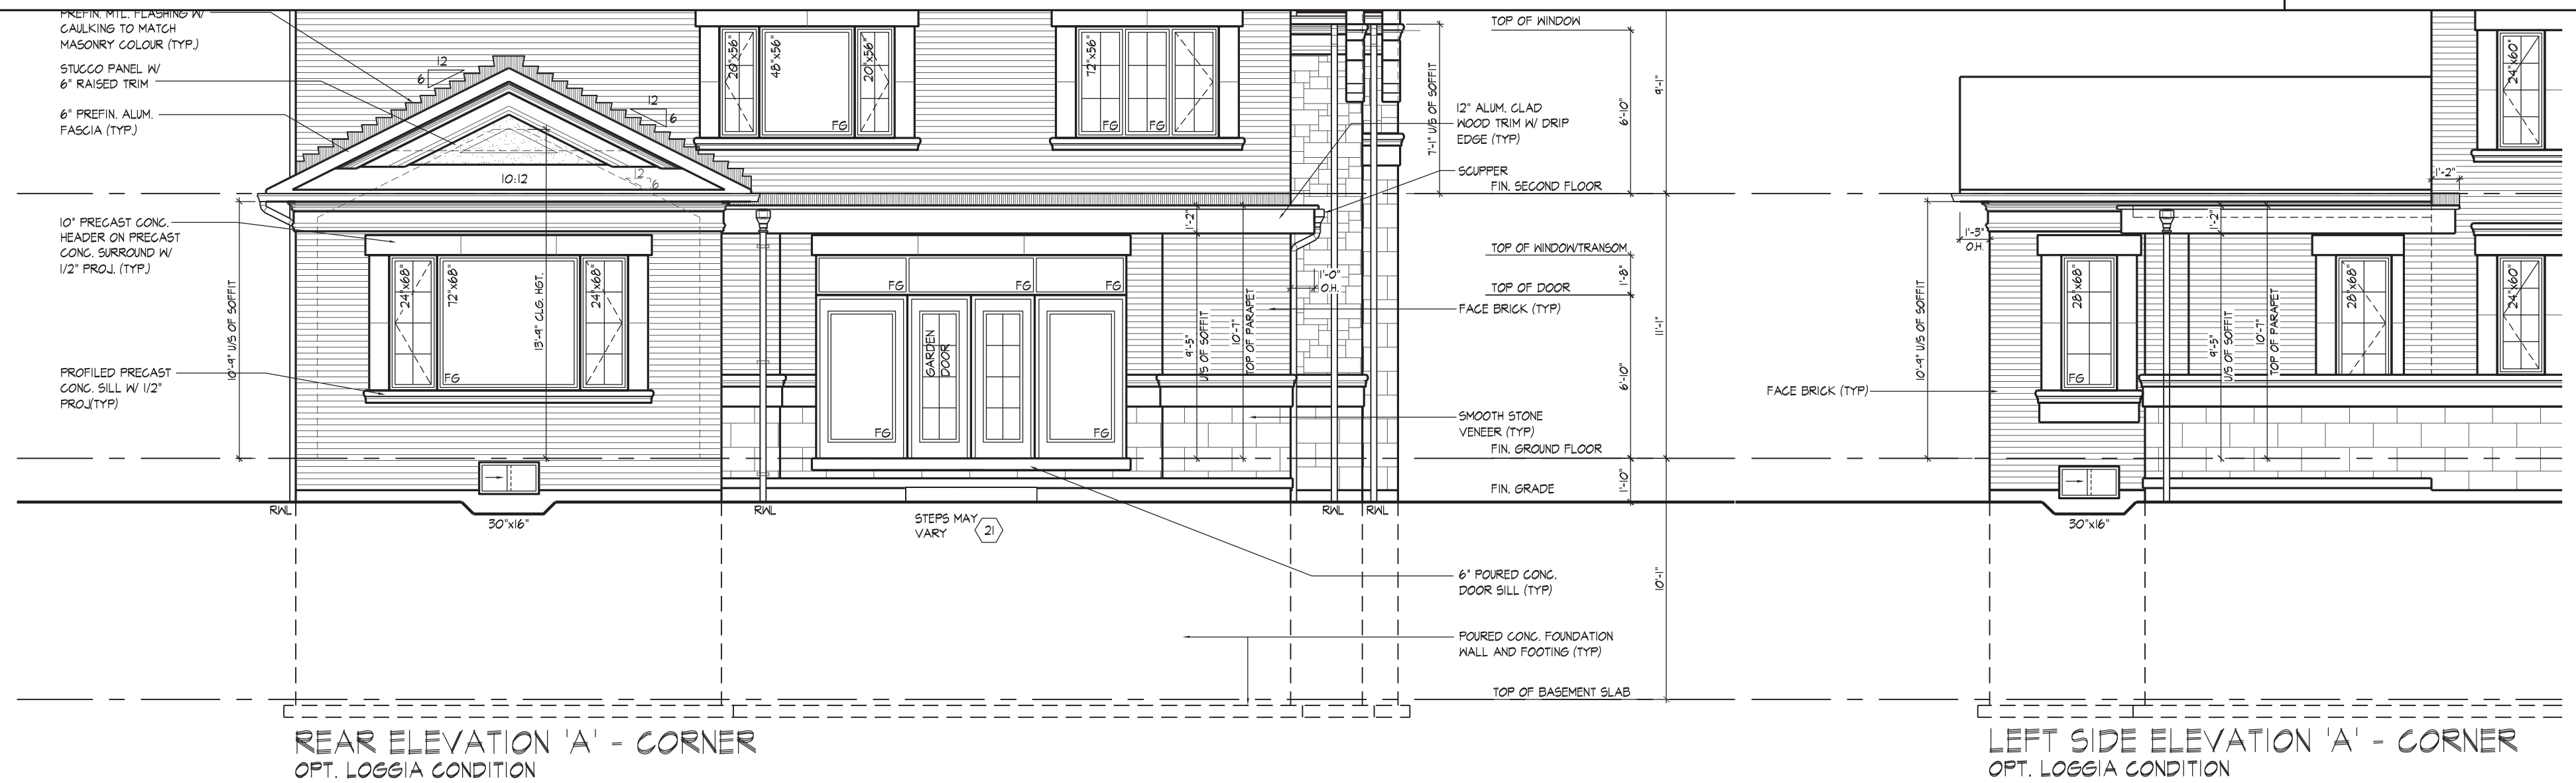 PREFIN. MTL. FLASHING W/
CAULKING TO MATCH
MASONRY COLOUR (TYP.)
STUCCO PANEL W/
6" RAISED TRIM
6" PREFIN. ALUM.
FASCIA (TYP.)
10" PRECAST CONC.
HEADER ON PRECAST
CONC. SURROUND W/
1/2" PROJ. (TYP.)
PROFILED PRECAST
CONC. SILL W/ 1/2"
PROJ.(TYP)
10'-9" U/S OF SOFFIT
12
6
12
6
10:12
12
6
20"x56"
48"x56"
20"x56"
FG
72"x56"
FG
FG
24"x68"
72"x68"
24"x68"
FG
13'-9" CLG. HGT.
30"x16"
RWL
RWL
GARDEN
DOOR
FG
FG
FG
FG
FG
STEPS MAY
VARY
21
1'-2"
9'-5"
U/S OF SOFFIT
10'-7"
TOP OF PARAPET
1'-0"
O.H.
RWL
RWL
7'-1" U/S OF SOFFIT
TOP OF WINDOW
12" ALUM. CLAD
WOOD TRIM W/ DRIP
EDGE (TYP)
SCUPPER
FIN. SECOND FLOOR
TOP OF WINDOW/TRANSOM
TOP OF DOOR
FACE BRICK (TYP)
SMOOTH STONE
VENEER (TYP)
FIN. GROUND FLOOR
FIN. GRADE
6" POURED CONC.
DOOR SILL (TYP)
POURED CONC. FOUNDATION
WALL AND FOOTING (TYP)
TOP OF BASEMENT SLAB
6'-10"
9'-1"
1'-8"
11'-1"
6'-10"
1'-10"
10'-1"
REAR ELEVATION 'A' - CORNER
OPT. LOGGIA CONDITION
24"x60"
1'-2"
1'-3"
O.H.
1'-2"
10'-9" U/S OF SOFFIT
28"x68"
FG
9'-5"
U/S OF SOFFIT
10'-7"
TOP OF PARAPET
28"x68"
24"x60"
FACE BRICK (TYP)
30"x16"
LEFT SIDE ELEVATION 'A' - CORNER
OPT. LOGGIA CONDITION